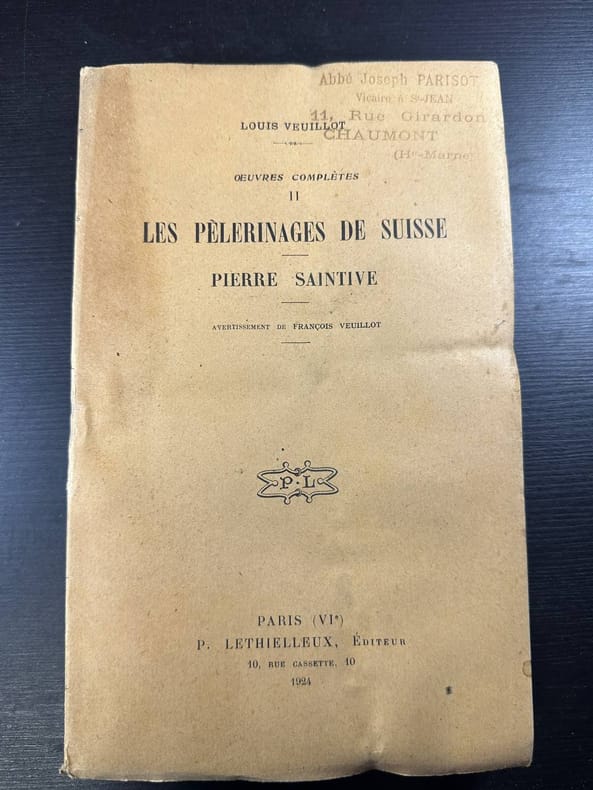 Abbé Joseph PARISOT
Vicaire à St-JEAN
11, Rue Girardon
CHAUMONT
(Hte-Marne)
LOUIS VEUILLOT
ŒUVRES COMPLÈTES
II
LES PÈLERINAGES DE SUISSE
PIERRE SAINTIVE
AVERTISSEMENT DE FRANÇOIS VEUILLOT
P·L
PARIS (VIe)
P. LETHIELLEUX, ÉDITEUR
10, RUE CASSETTE, 10
1924